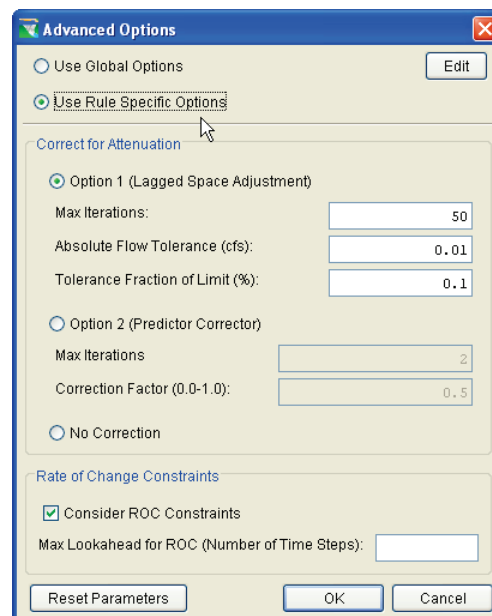 Advanced Options
Use Global Options
Edit
Use Rule Specific Options
Correct for Attenuation
Option 1 (Lagged Space Adjustment)
Max Iterations: 50
Absolute Flow Tolerance (cfs): 0.01
Tolerance Fraction of Limit (%): 0.1
Option 2 (Predictor Corrector)
Max Iterations 2
Correction Factor (0.0-1.0): 0.5
No Correction
Rate of Change Constraints
Consider ROC Constraints
Max Lookahead for ROC (Number of Time Steps):
Reset Parameters OK Cancel